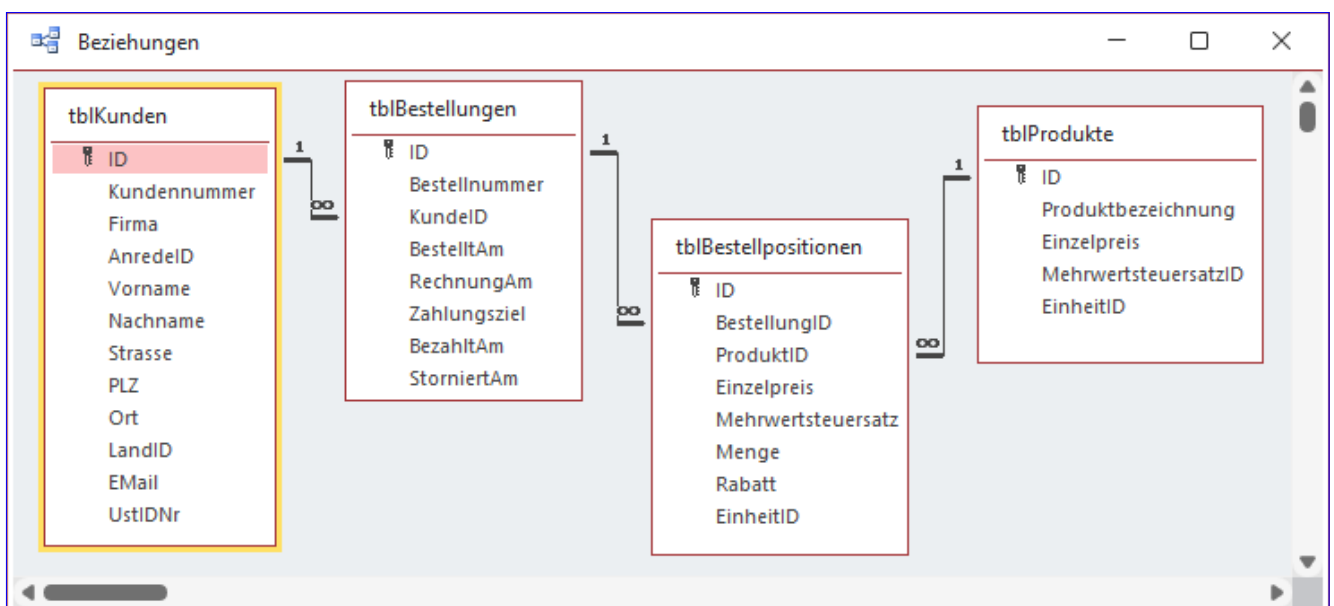 Beziehungen
tblKunden
ID
Kundennummer
Firma
AnredeID
Vorname
Nachname
Strasse
PLZ
Ort
LandID
EMail
UstIDNr
1
∞
tblBestellungen
ID
Bestellnummer
KundeID
BestelltAm
RechnungAm
Zahlungsziel
BezahltAm
StorniertAm
1
∞
tblBestellpositionen
ID
BestellungID
ProduktID
Einzelpreis
Mehrwertsteuersatz
Menge
Rabatt
EinheitID
1
∞
tblProdukte
ID
Produktbezeichnung
Einzelpreis
MehrwertsteuersatzID
EinheitID